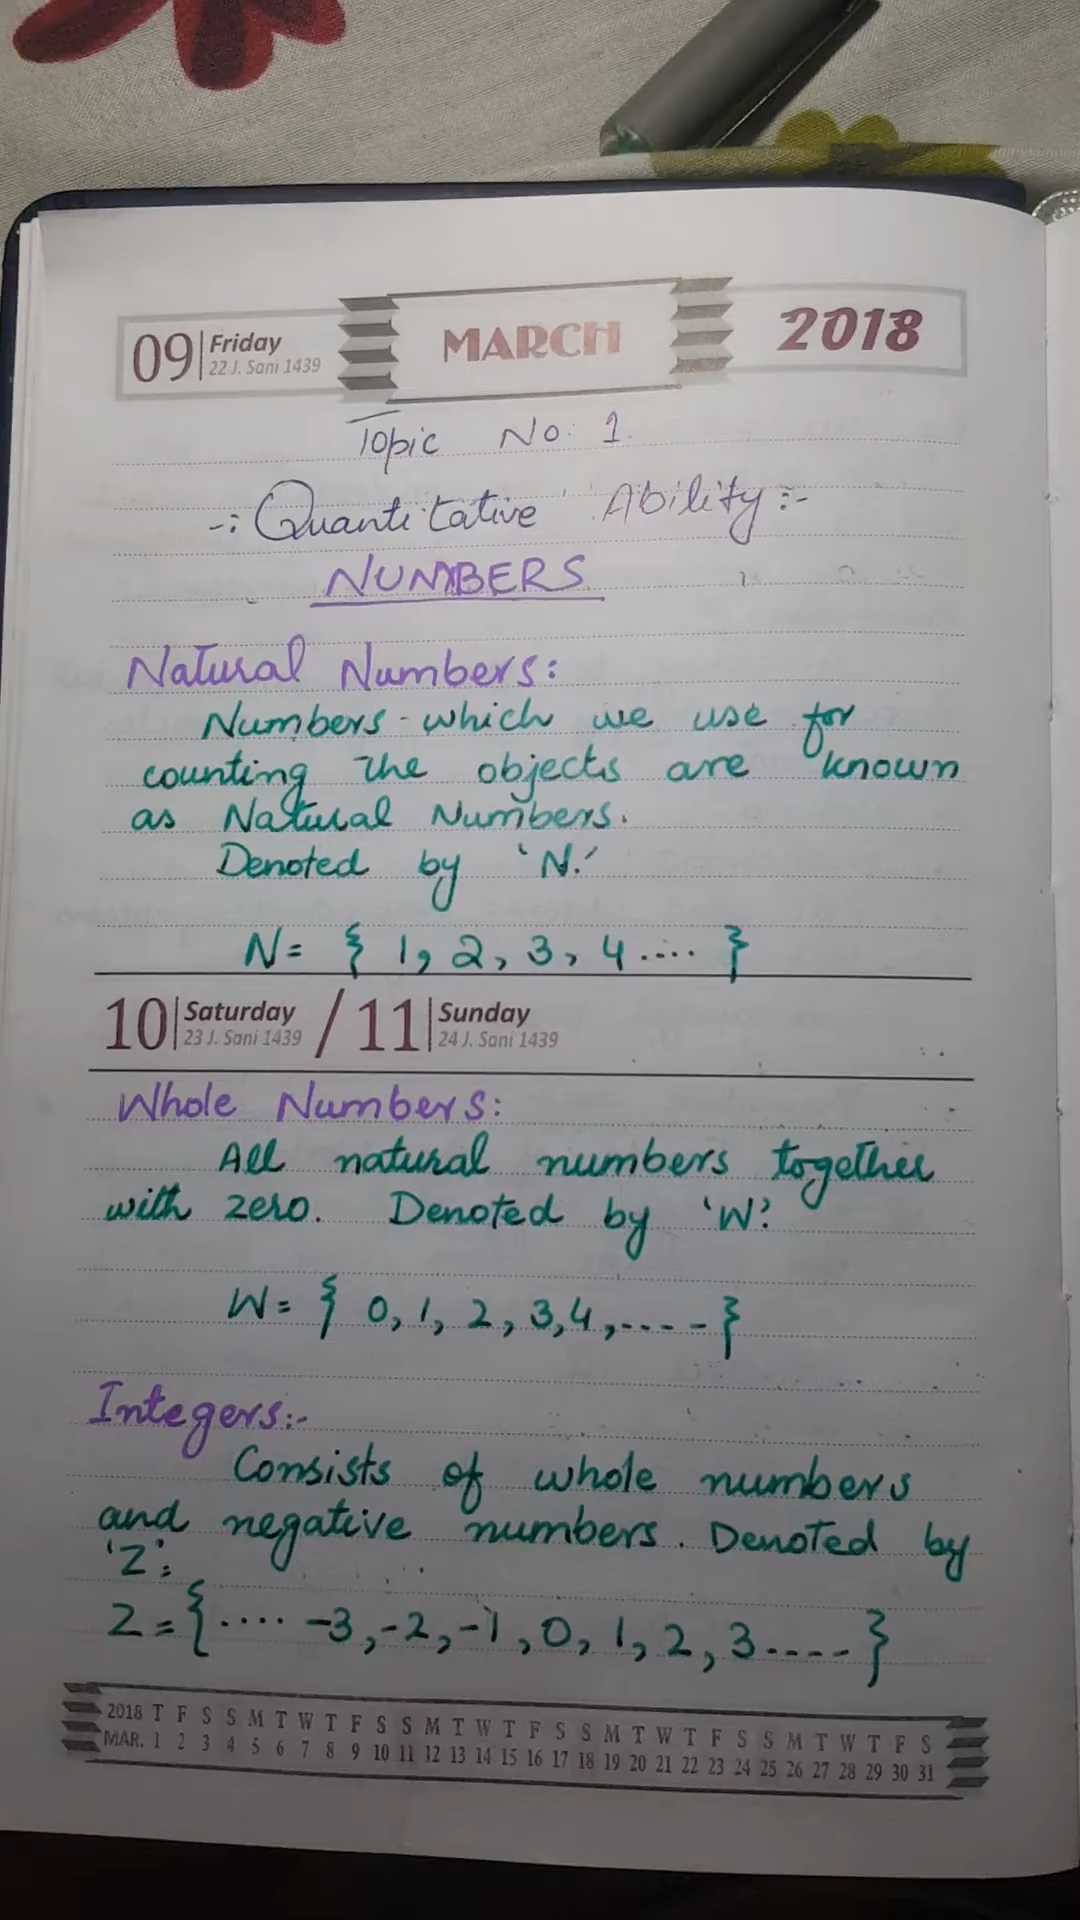 09 Friday 22 J. Sani 1439 MARCH 2018
Topic No: 1.
-: Quantitative Ability :-
NUMBERS
Natural Numbers:
Numbers which we use for
counting the objects are known
as Natural Numbers.
Denoted by 'N.'
N = { 1, 2, 3, 4 .... }
10 Saturday 23 J. Sani 1439 / 11 Sunday 24 J. Sani 1439
Whole Numbers:
All natural numbers together
with zero. Denoted by 'W'.
W = { 0, 1, 2, 3, 4, ..... }
Integers:-
Consists of whole numbers
and negative numbers. Denoted by
'Z'.
Z = { .... -3, -2, -1, 0, 1, 2, 3 ..... }
2018 T F S S M T W T F S S M T W T F S S M T W T F S S M T W T F S
MAR. 1 2 3 4 5 6 7 8 9 10 11 12 13 14 15 16 17 18 19 20 21 22 23 24 25 26 27 28 29 30 31